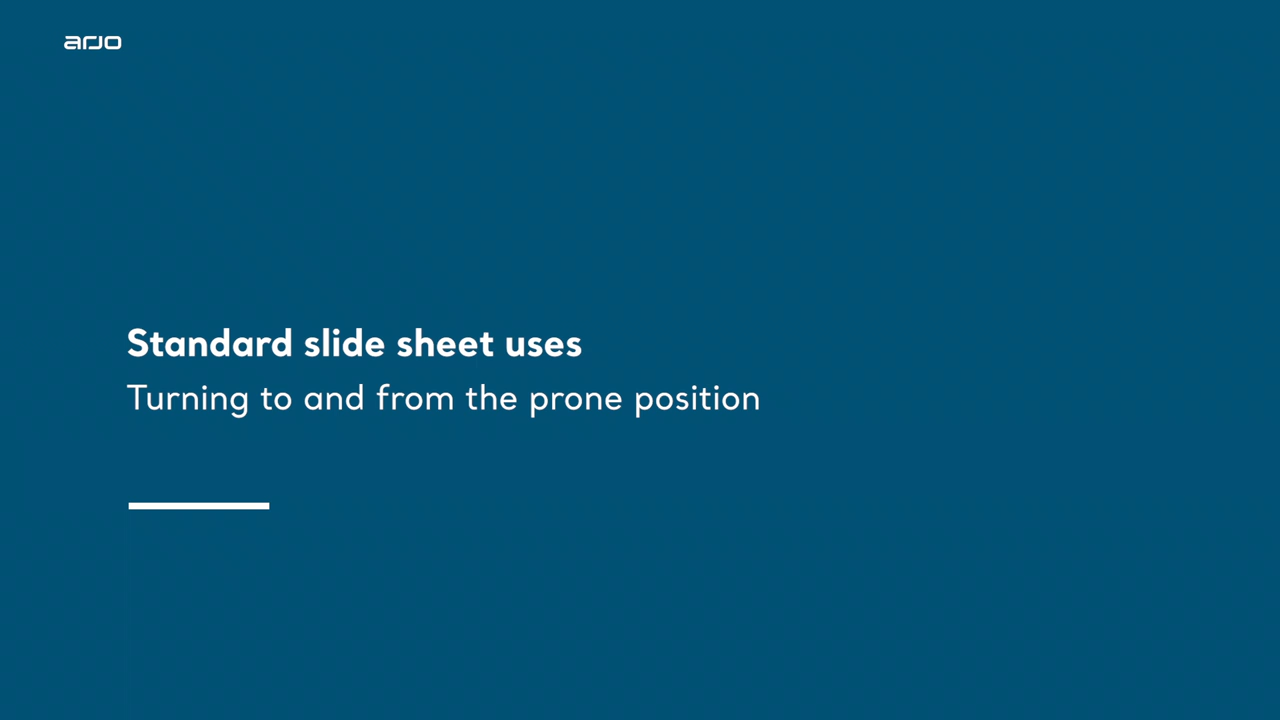 arjo
Standard slide sheet uses
Turning to and from the prone position